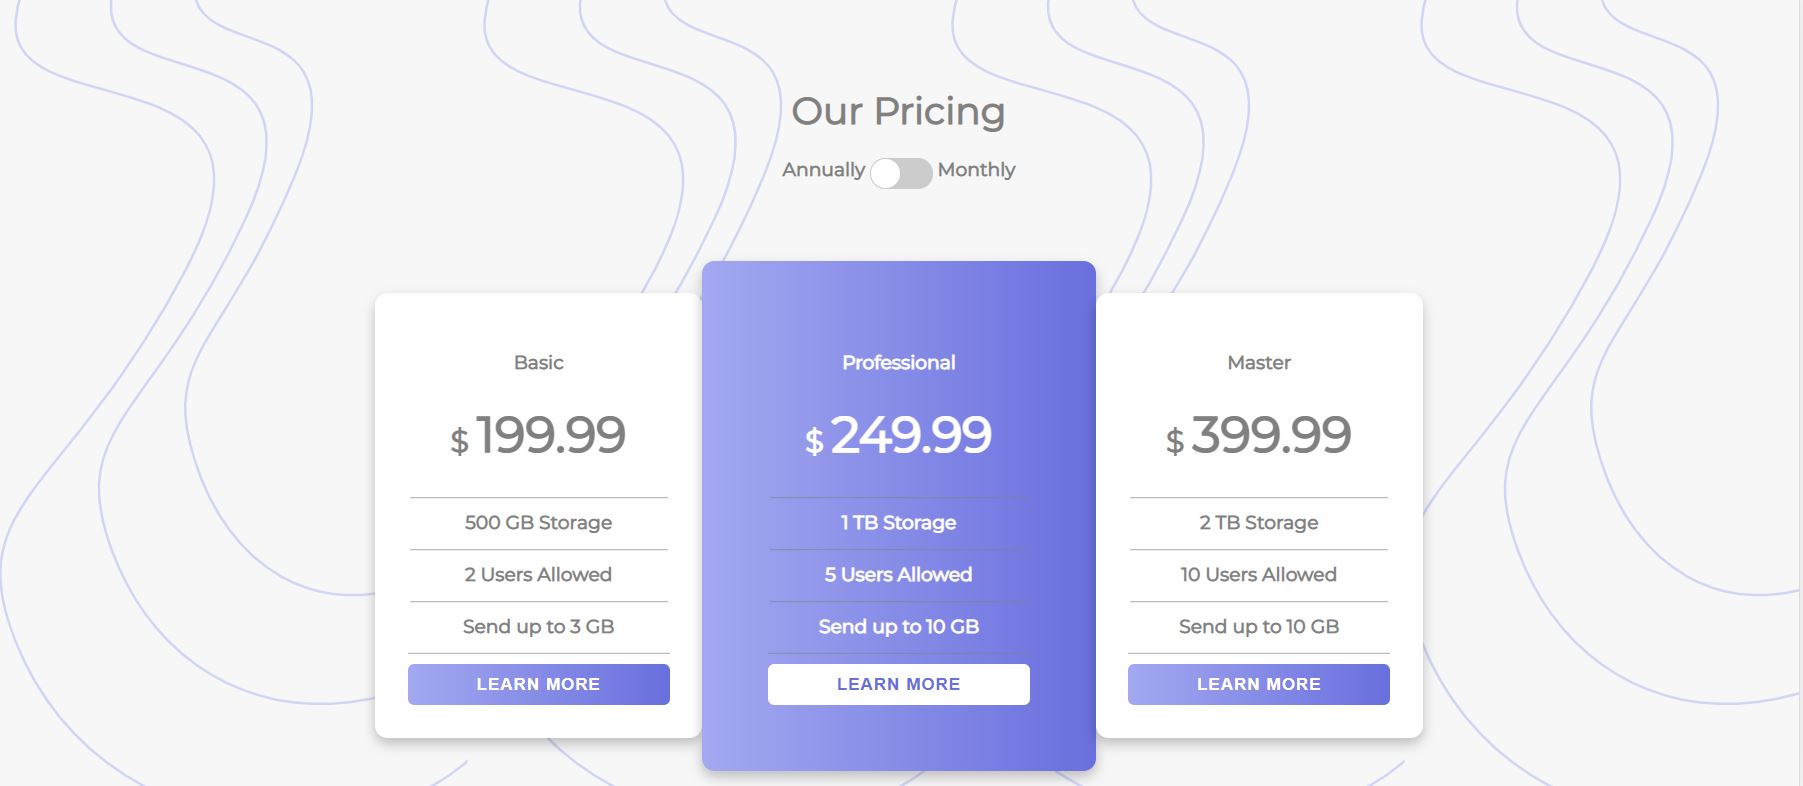 Our Pricing
Annually Monthly
Basic
$ 199.99
500 GB Storage
2 Users Allowed
Send up to 3 GB
LEARN MORE
Professional
$ 249.99
1 TB Storage
5 Users Allowed
Send up to 10 GB
LEARN MORE
Master
$ 399.99
2 TB Storage
10 Users Allowed
Send up to 10 GB
LEARN MORE